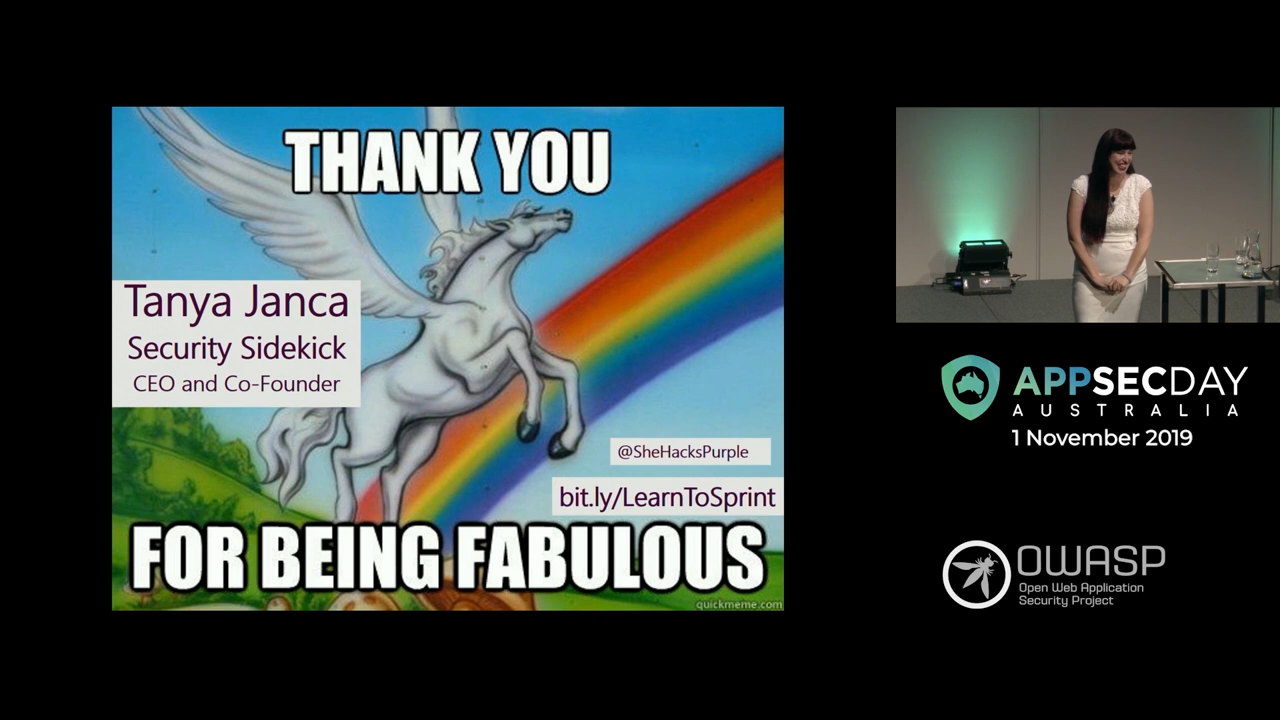 THANK YOU
Tanya Janca
Security Sidekick
CEO and Co-Founder
@SheHacksPurple
bit.ly/LearnToSprint
FOR BEING FABULOUS
quickmeme.com
APPSECDAY
AUSTRALIA
1 November 2019
OWASP
Open Web Application
Security Project